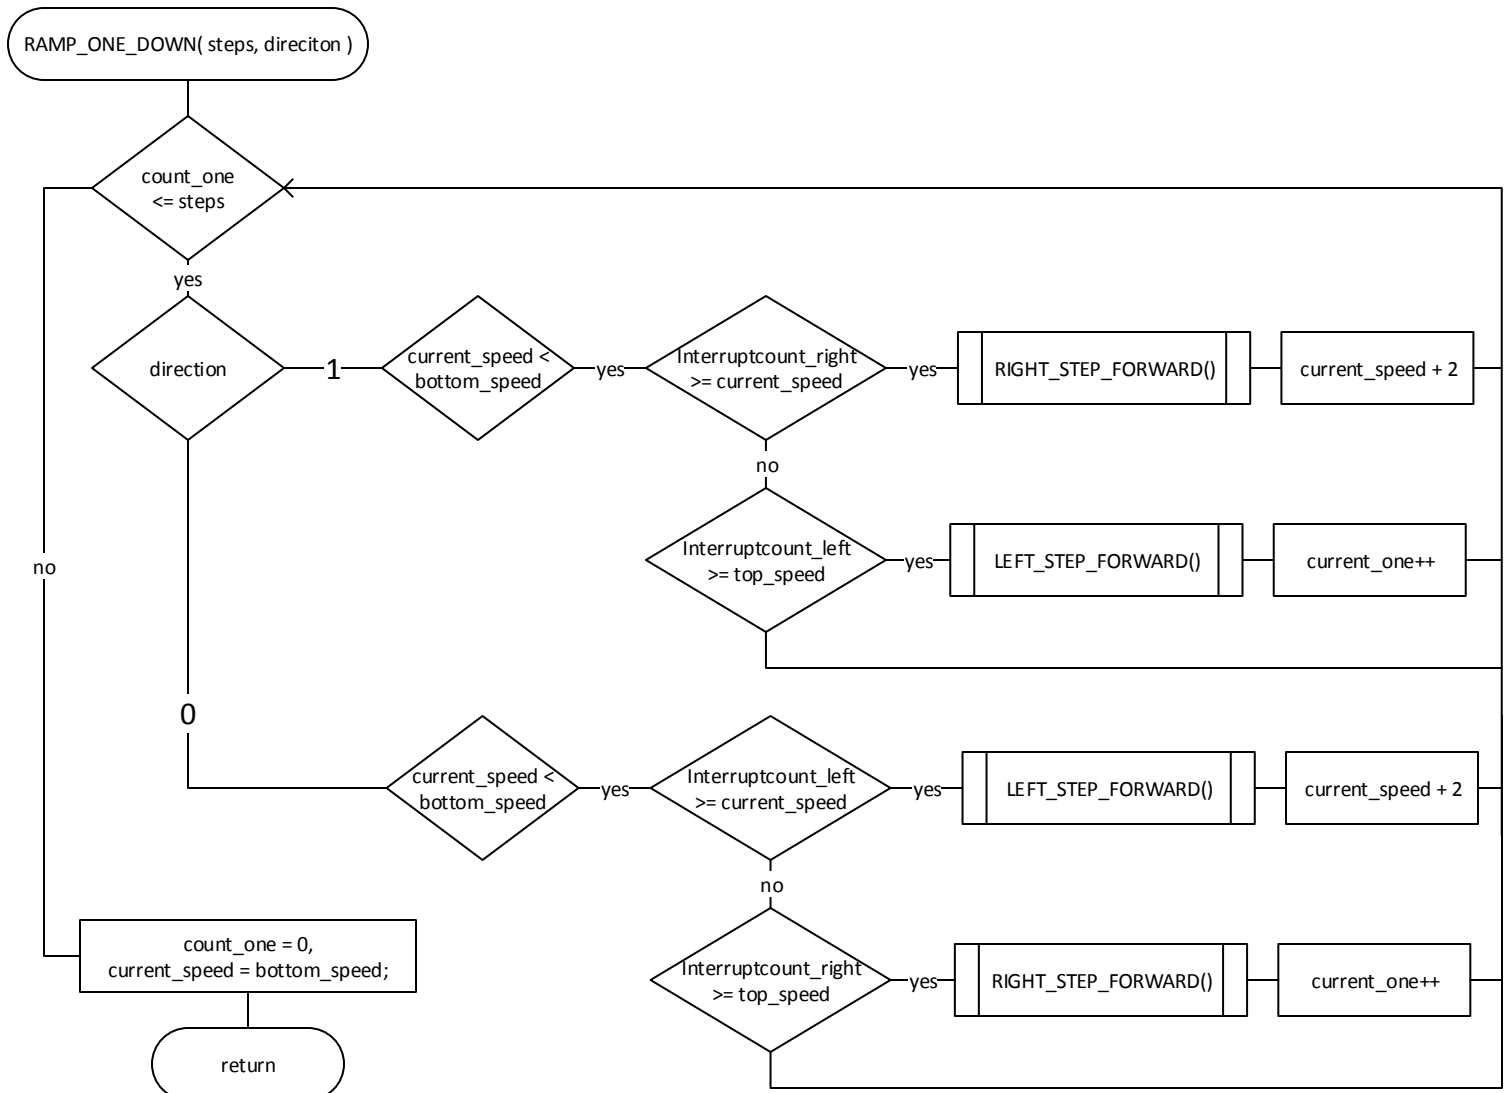 RAMP_ONE_DOWN( steps, direciton )
count_one
<= steps
yes
direction
1
current_speed <
bottom_speed
yes
Interruptcount_right
>= current_speed
yes
RIGHT_STEP_FORWARD()
current_speed + 2
no
Interruptcount_left
>= top_speed
yes
LEFT_STEP_FORWARD()
current_one++
no
0
current_speed <
bottom_speed
yes
Interruptcount_left
>= current_speed
yes
LEFT_STEP_FORWARD()
current_speed + 2
no
Interruptcount_right
>= top_speed
yes
RIGHT_STEP_FORWARD()
current_one++
count_one = 0,
current_speed = bottom_speed;
return